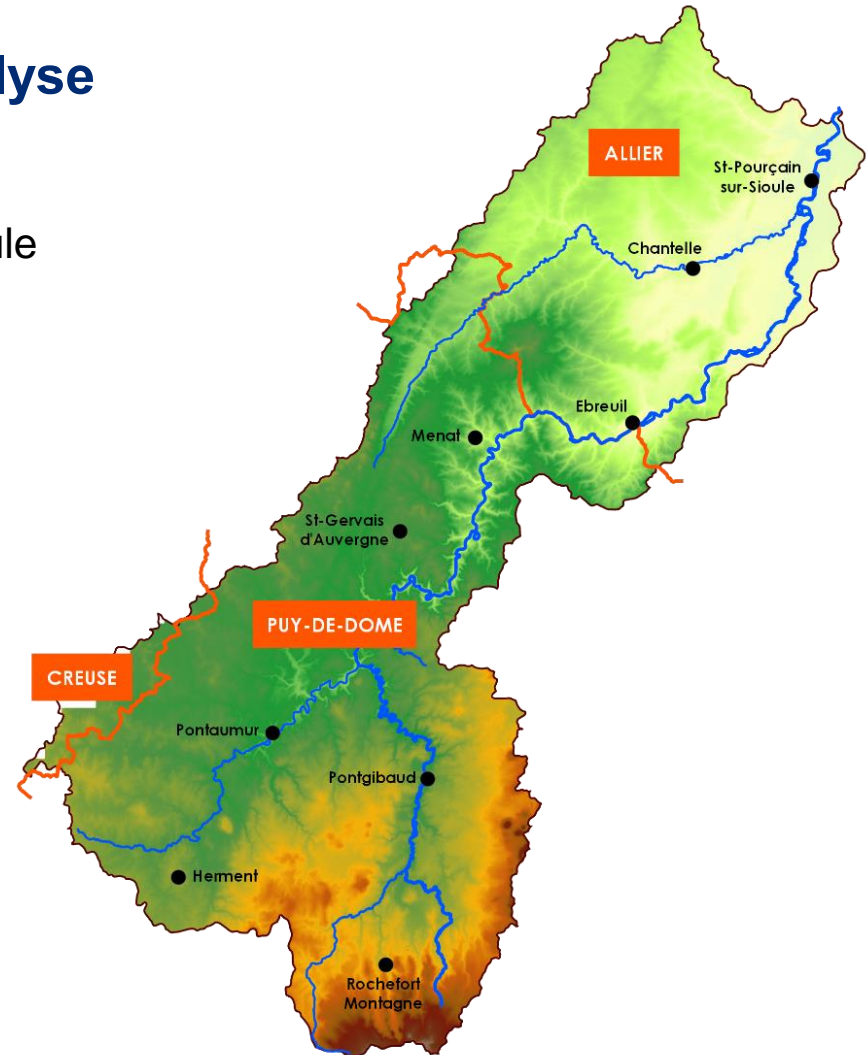 lyse
ule
ALLIER
St-Pourçain
sur-Sioule
Chantelle
Ebreuil
Menat
St-Gervais
d'Auvergne
PUY-DE-DOME
CREUSE
Pontaumur
Pontgibaud
Herment
Rochefort
Montagne